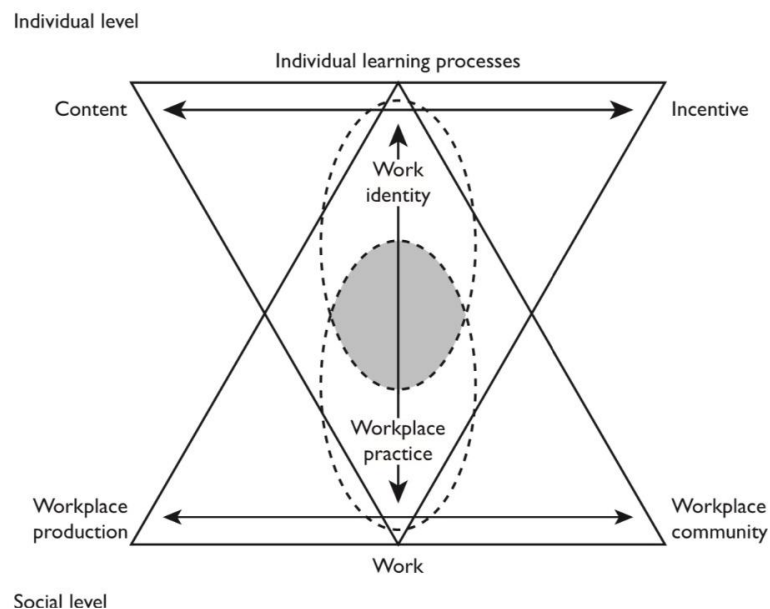 Individual level
Individual learning processes
Content
Incentive
Work
identity
Workplace
practice
Workplace
production
Workplace
community
Work
Social level